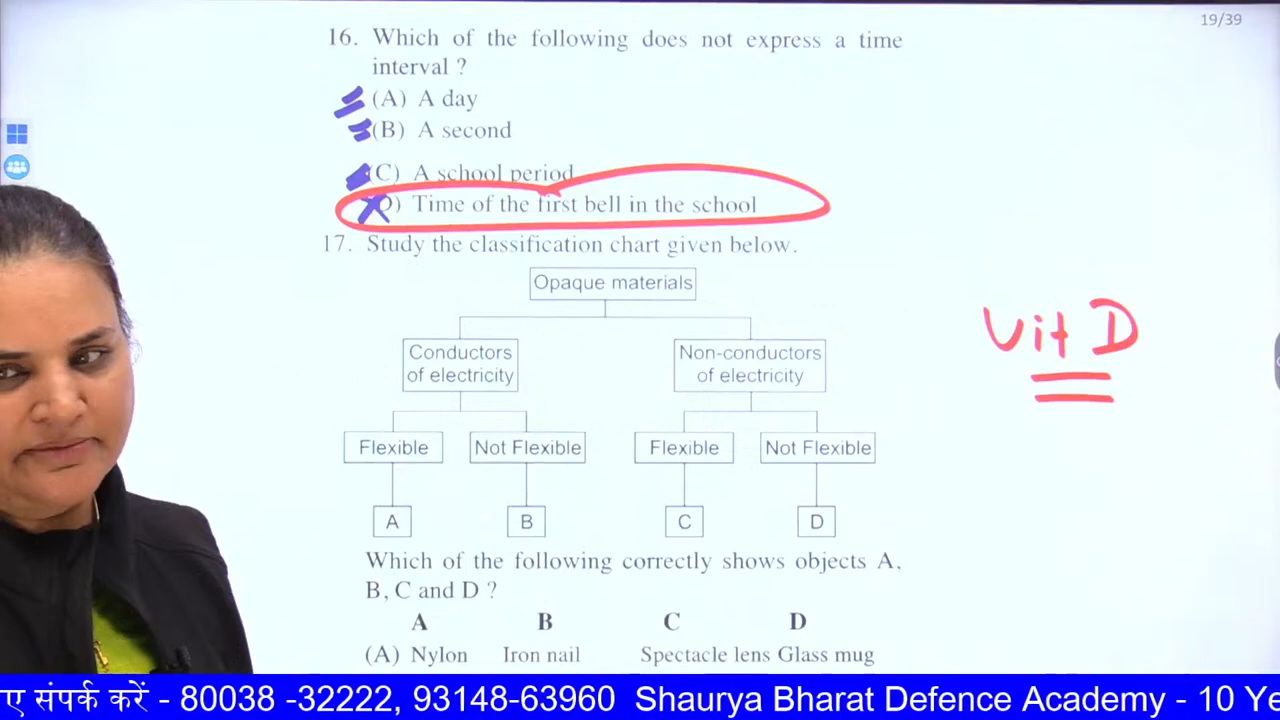 19/39
16. Which of the following does not express a time
interval ?
(A) A day
(B) A second
(C) A school period
(D) Time of the first bell in the school
17. Study the classification chart given below.
Opaque materials
Conductors
of electricity
Non-conductors
of electricity
Flexible
Not Flexible
Flexible
Not Flexible
A
B
C
D
Vit D
Which of the following correctly shows objects A,
B, C and D ?
A B C D
(A) Nylon Iron nail Spectacle lens Glass mug
ए संपर्क करें - 80038 -32222, 93148-63960 Shaurya Bharat Defence Academy - 10 Ye